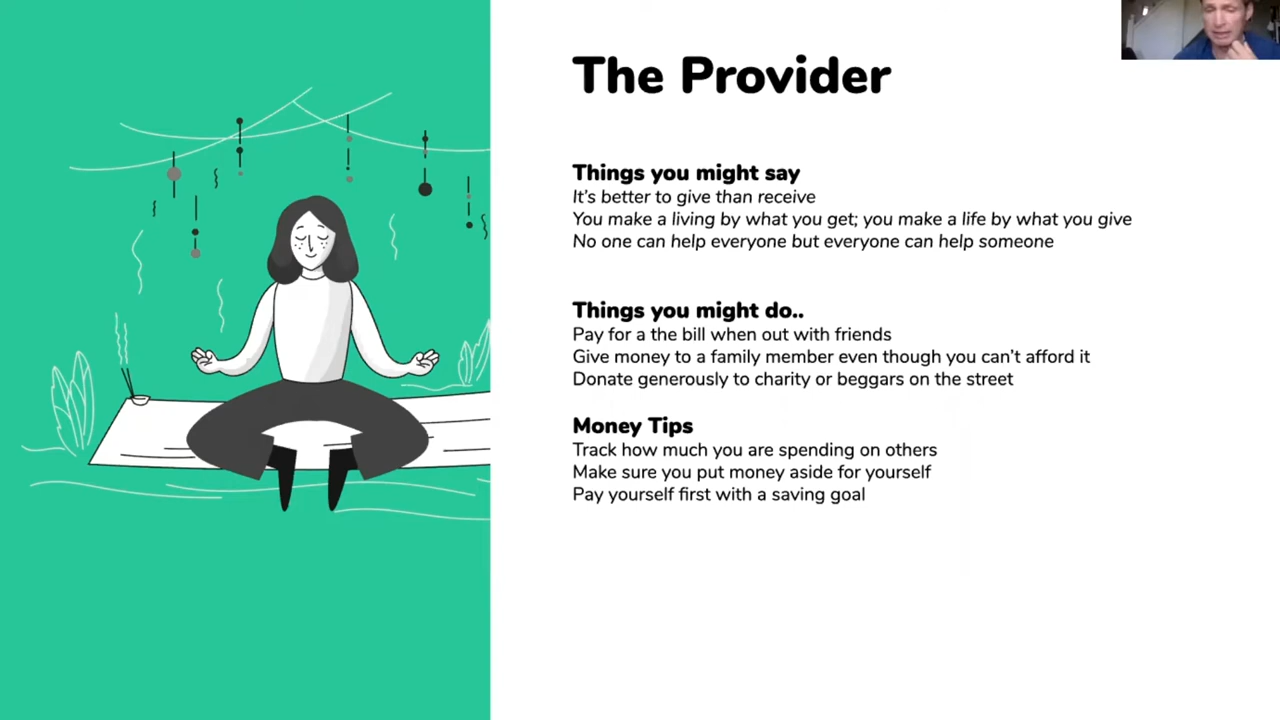 The Provider
Things you might say
It's better to give than receive
You make a living by what you get; you make a life by what you give
No one can help everyone but everyone can help someone
Things you might do..
Pay for a the bill when out with friends
Give money to a family member even though you can't afford it
Donate generously to charity or beggars on the street
Money Tips
Track how much you are spending on others
Make sure you put money aside for yourself
Pay yourself first with a saving goal